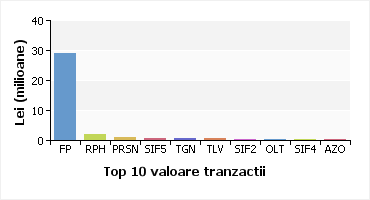 Lei (milioane)
40
30
20
10
0
FP RPH PRSN SIF5 TGN TLV SIF2 OLT SIF4 AZO
Top 10 valoare tranzactii